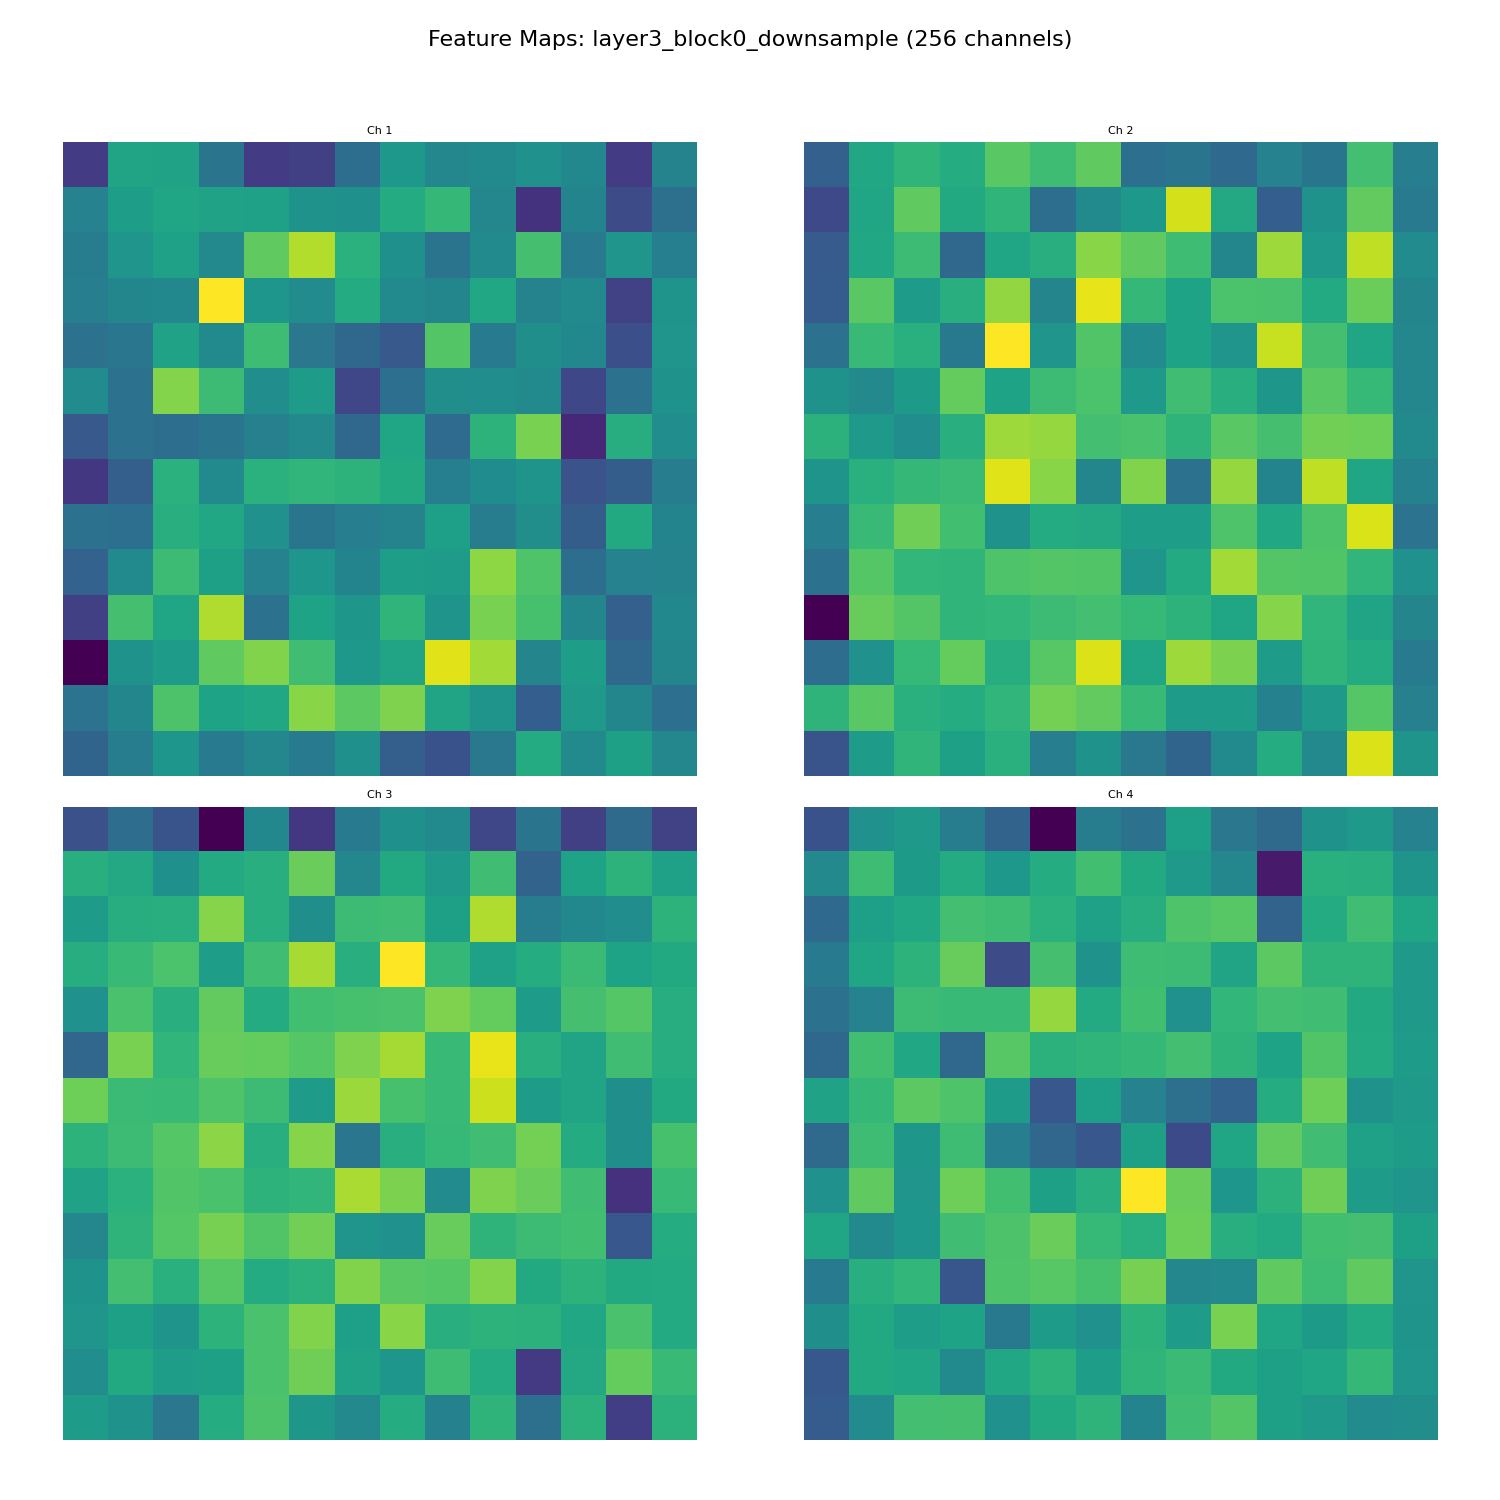 Feature Maps: layer3_block0_downsample (256 channels)
Ch 1
Ch 2
Ch 3
Ch 4